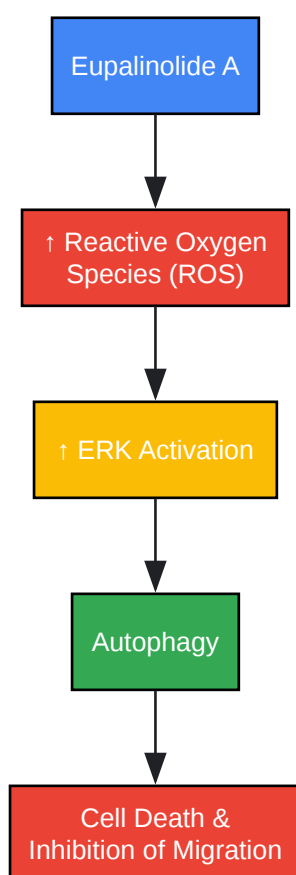 Eupalinolide A
↑ Reactive Oxygen
Species (ROS)
↑ ERK Activation
Autophagy
Cell Death &
Inhibition of Migration